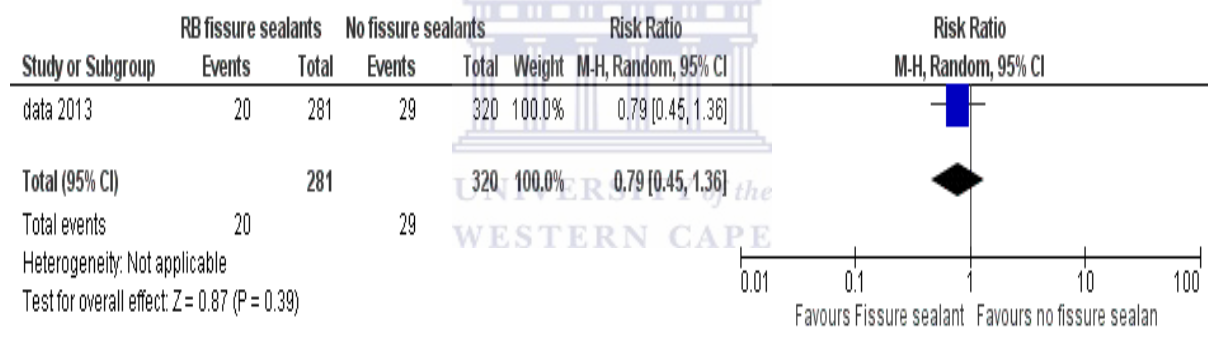 RB fissure sealants No fissure sealants Risk Ratio Risk Ratio
Study or Subgroup Events Total Events Total Weight M-H, Random, 95% CI M-H, Random, 95% CI
data 2013 20 281 29 320 100.0% 0.79 [0.45, 1.36]
Total (95% CI) 281 320 100.0% 0.79 [0.45, 1.36]
UNIVERSITY of the
Total events 20 29
WESTERN CAPE
Heterogeneity: Not applicable
Test for overall effect: Z = 0.87 (P = 0.39)
0.01 0.1 1 10 100
Favours Fissure sealant Favours no fissure sealan